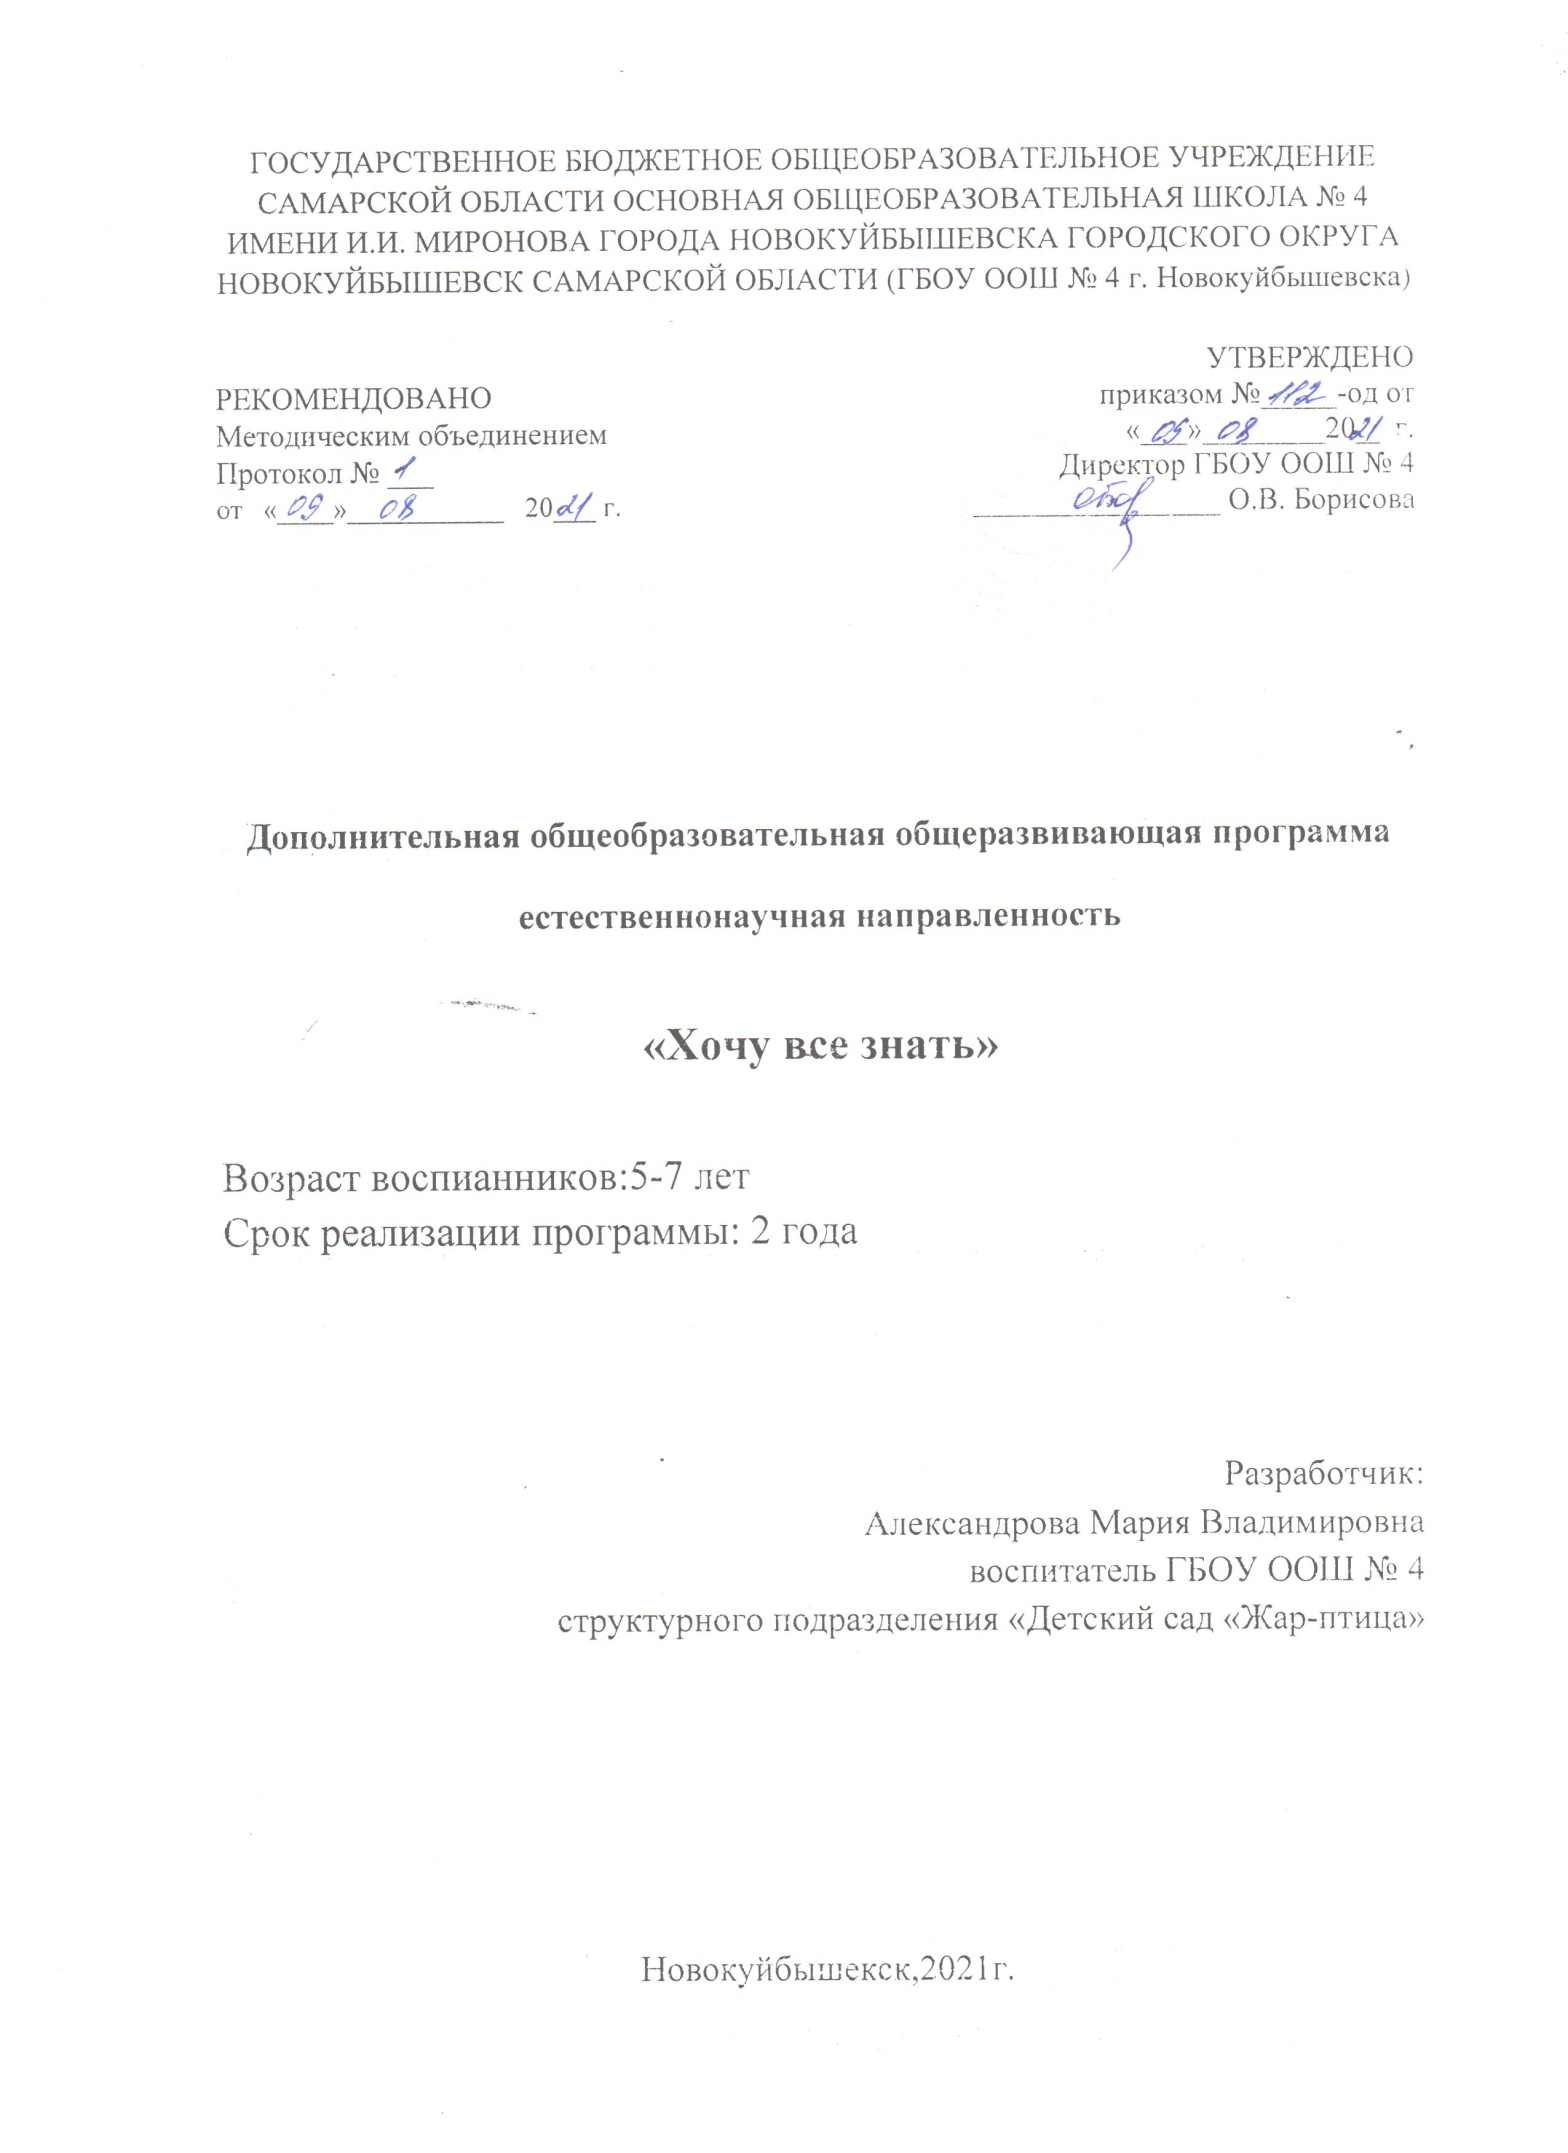 ГОСУДАРСТВЕННОЕ БЮДЖЕТНОЕ ОБЩЕОБРАЗОВАТЕЛЬНОЕ УЧРЕЖДЕНИЕ
САМАРСКОЙ ОБЛАСТИ ОСНОВНАЯ ОБЩЕОБРАЗОВАТЕЛЬНАЯ ШКОЛА № 4
ИМЕНИ И.И. МИРОНОВА ГОРОДА НОВОКУЙБЫШЕВСКА ГОРОДСКОГО ОКРУГА
НОВОКУЙБЫШЕВСК САМАРСКОЙ ОБЛАСТИ (ГБОУ ООШ № 4 г. Новокуйбышевска)
РЕКОМЕНДОВАНО
Методическим объединением
Протокол № 1
от «09» 08 2021 г.
УТВЕРЖДЕНО
приказом № 112-од от
«09» 08 2021 г.
Директор ГБОУ ООШ № 4
О.В. Борисова
Дополнительная общеобразовательная общеразвивающая программа
естественнонаучная направленность
«Хочу все знать»
Возраст воспианников:5-7 лет
Срок реализации программы: 2 года
Разработчик:
Александрова Мария Владимировна
воспитатель ГБОУ ООШ № 4
структурного подразделения «Детский сад «Жар-птица»
Новокуйбышекск,2021г.